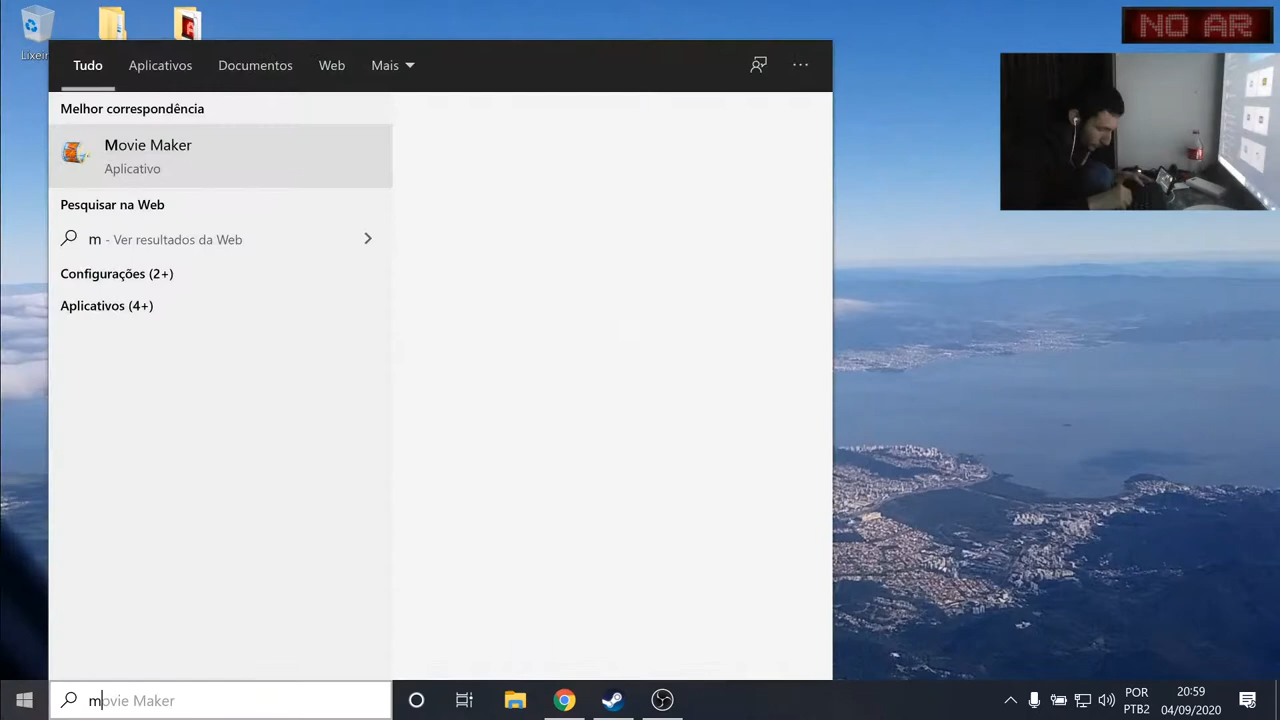 NO AR
Lixeir
Tudo Aplicativos Documentos Web Mais
Melhor correspondência
Movie Maker
Aplicativo
Pesquisar na Web
m - Ver resultados da Web
Configurações (2+)
Aplicativos (4+)
movie Maker
POR
PTB2
20:59
04/09/2020